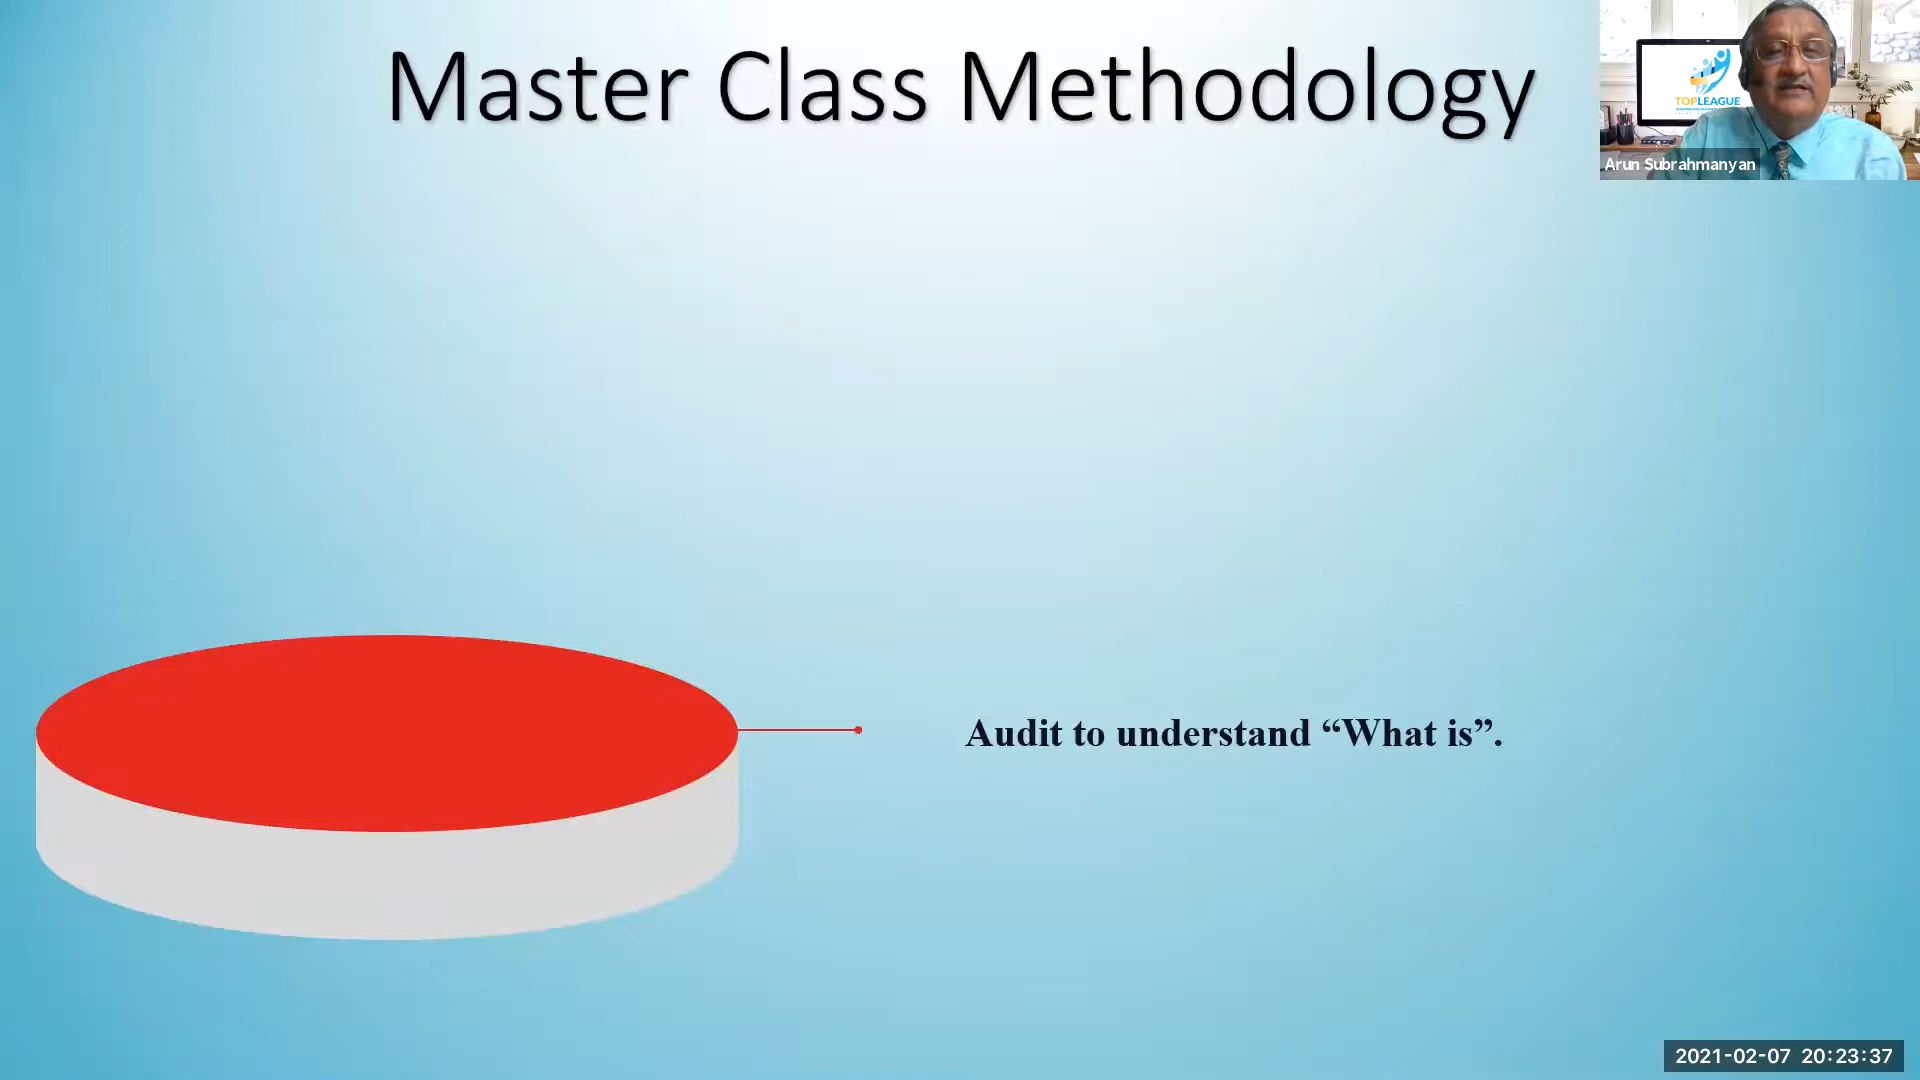 Master Class Methodology
TOPLEAGUE
Arun Subrahmanyan
Audit to understand “What is”.
2021-02-07 20:23:37